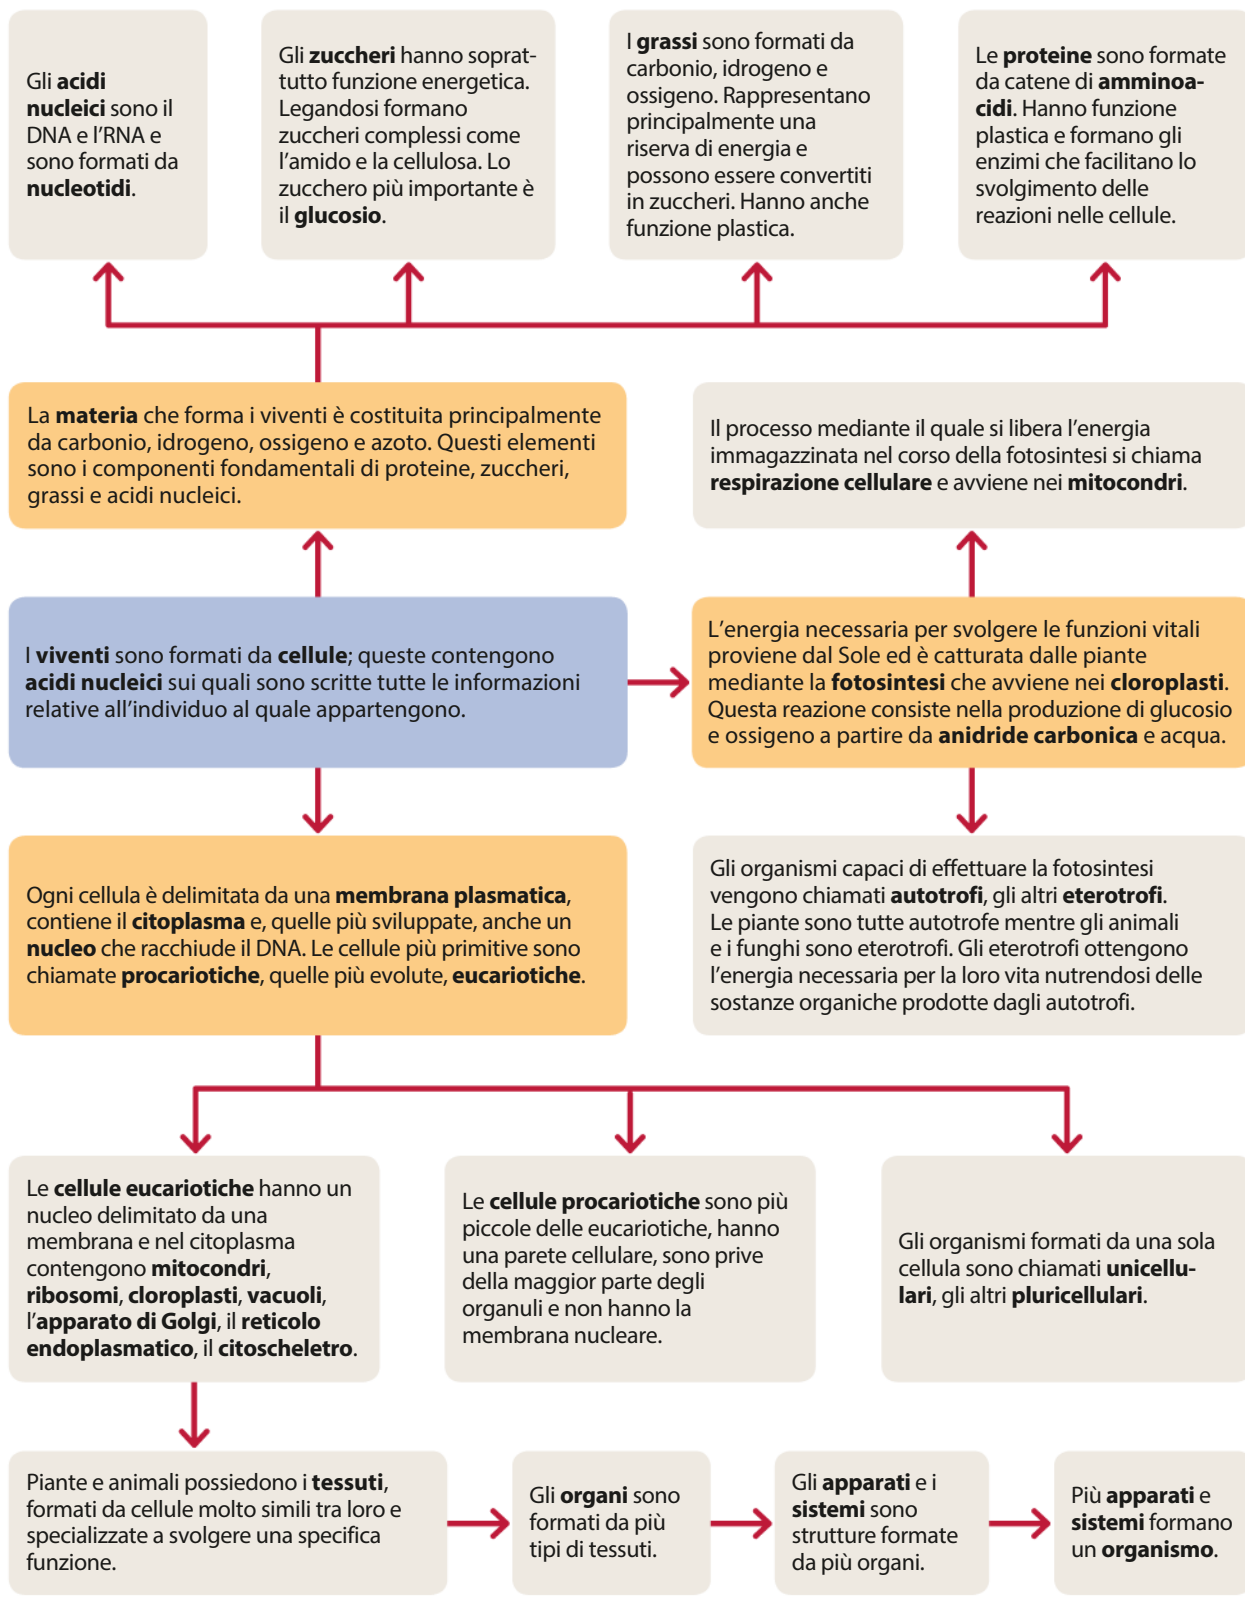 Gli acidi
nucleici sono il
DNA e l’RNA e
sono formati da
nucleotidi.
Gli zuccheri hanno soprat-
tutto funzione energetica.
Legandosi formano
zuccheri complessi come
l’amido e la cellulosa. Lo
zucchero più importante è
il glucosio.
I grassi sono formati da
carbonio, idrogeno e
ossigeno. Rappresentano
principalmente una
riserva di energia e
possono essere convertiti
in zuccheri. Hanno anche
funzione plastica.
Le proteine sono formate
da catene di amminoa-
cidi. Hanno funzione
plastica e formano gli
enzimi che facilitano lo
svolgimento delle
reazioni nelle cellule.
La materia che forma i viventi è costituita principalmente
da carbonio, idrogeno, ossigeno e azoto. Questi elementi
sono i componenti fondamentali di proteine, zuccheri,
grassi e acidi nucleici.
Il processo mediante il quale si libera l’energia
immagazzinata nel corso della fotosintesi si chiama
respirazione cellulare e avviene nei mitocondri.
I viventi sono formati da cellule; queste contengono
acidi nucleici sui quali sono scritte tutte le informazioni
relative all’individuo al quale appartengono.
L’energia necessaria per svolgere le funzioni vitali
proviene dal Sole ed è catturata dalle piante
mediante la fotosintesi che avviene nei cloroplasti.
Questa reazione consiste nella produzione di glucosio
e ossigeno a partire da anidride carbonica e acqua.
Ogni cellula è delimitata da una membrana plasmatica,
contiene il citoplasma e, quelle più sviluppate, anche un
nucleo che racchiude il DNA. Le cellule più primitive sono
chiamate procariotiche, quelle più evolute, eucariotiche.
Gli organismi capaci di effettuare la fotosintesi
vengono chiamati autotrofi, gli altri eterotrofi.
Le piante sono tutte autotrofe mentre gli animali
e i funghi sono eterotrofi. Gli eterotrofi ottengono
l’energia necessaria per la loro vita nutrendosi delle
sostanze organiche prodotte dagli autotrofi.
Le cellule eucariotiche hanno un
nucleo delimitato da una
membrana e nel citoplasma
contengono mitocondri,
ribosomi, cloroplasti, vacuoli,
l’apparato di Golgi, il reticolo
endoplasmatico, il citoscheletro.
Le cellule procariotiche sono più
piccole delle eucariotiche, hanno
una parete cellulare, sono prive
della maggior parte degli
organuli e non hanno la
membrana nucleare.
Gli organismi formati da una sola
cellula sono chiamati unicellu-
lari, gli altri pluricellulari.
Piante e animali possiedono i tessuti,
formati da cellule molto simili tra loro e
specializzate a svolgere una specifica
funzione.
Gli organi sono
formati da più
tipi di tessuti.
Gli apparati e i
sistemi sono
strutture formate
da più organi.
Più apparati e
sistemi formano
un organismo.